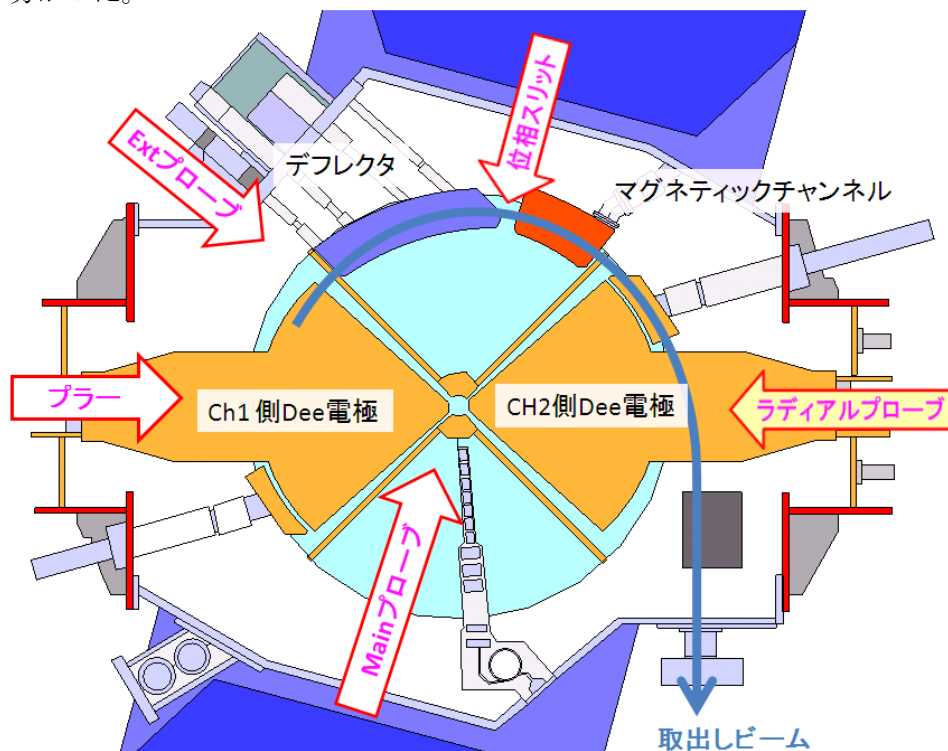 Extプローブ
デフレクタ
位相スリット
マグネティックチャンネル
プラー
Ch1側Dee電極
CH2側Dee電極
ラディアルプローブ
Mainプローブ
取出しビーム